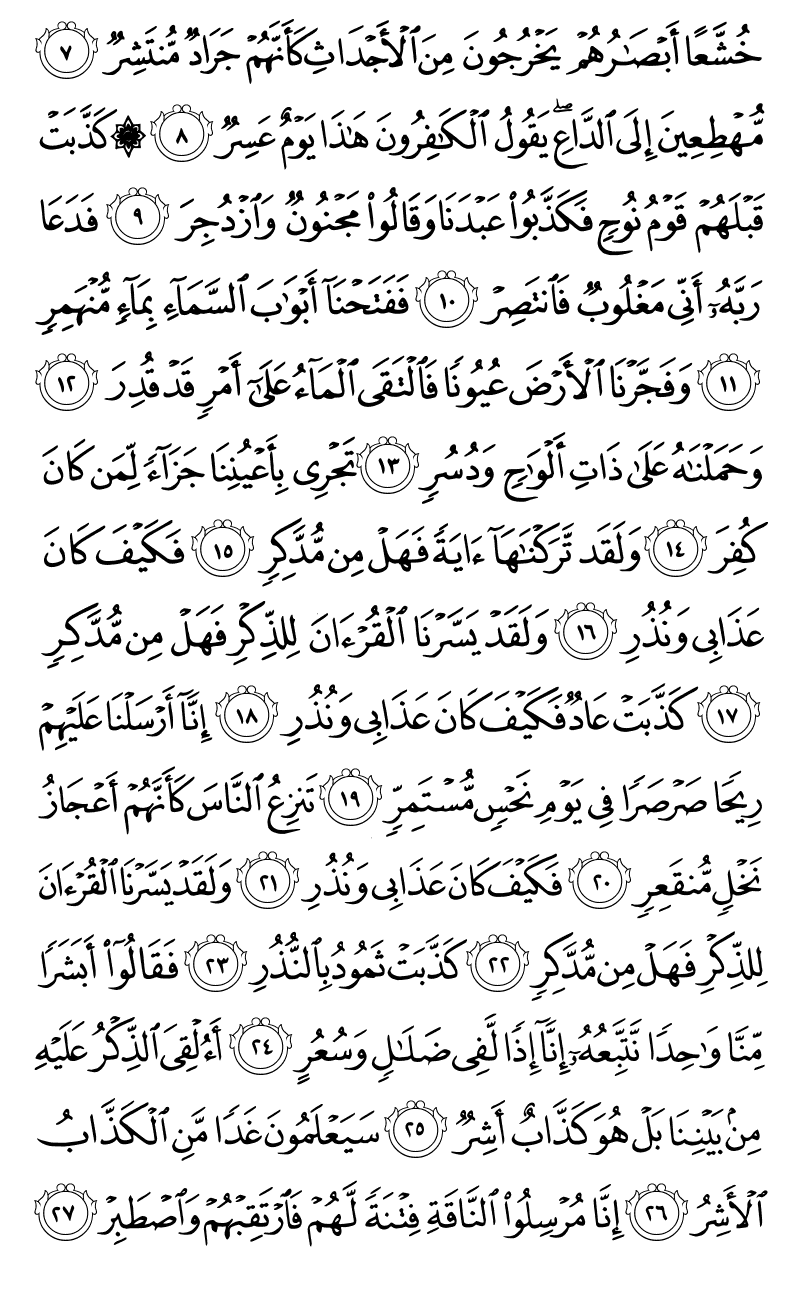 خُشَّعًا أَبْصَٰرُهُمْ يَخْرُجُونَ مِنَ ٱلْأَجْدَاثِ كَأَنَّهُمْ جَرَادٌ مُّنتَشِرٌ ٧
مُّهْطِعِينَ إِلَى ٱلدَّاعِ ۖ يَقُولُ ٱلْكَٰفِرُونَ هَٰذَا يَوْمٌ عَسِرٌ ٨ ۞ كَذَّبَتْ
قَبْلَهُمْ قَوْمُ نُوحٍ فَكَذَّبُوا۟ عَبْدَنَا وَقَالُوا۟ مَجْنُونٌ وَٱزْدُجِرَ ٩ فَدَعَا
رَبَّهُۥٓ أَنِّى مَغْلُوبٌ فَٱنتَصِرْ ١٠ فَفَتَحْنَآ أَبْوَٰبَ ٱلسَّمَآءِ بِمَآءٍ مُّنْهَمِرٍ
١١ وَفَجَّرْنَا ٱلْأَرْضَ عُيُونًا فَٱلْتَقَى ٱلْمَآءُ عَلَىٰٓ أَمْرٍ قَدْ قُدِرَ ١٢
وَحَمَلْنَٰهُ عَلَىٰ ذَاتِ أَلْوَٰحٍ وَدُسُرٍ ١٣ تَجْرِى بِأَعْيُنِنَا جَزَآءً لِّمَن كَانَ
كُفِرَ ١٤ وَلَقَد تَّرَكْنَٰهَآ ءَايَةً فَهَلْ مِن مُّدَّكِرٍ ١٥ فَكَيْفَ كَانَ
عَذَابِى وَنُذُرِ ١٦ وَلَقَدْ يَسَّرْنَا ٱلْقُرْءَانَ لِلذِّكْرِ فَهَلْ مِن مُّدَّكِرٍ
١٧ كَذَّبَتْ عَادٌ فَكَيْفَ كَانَ عَذَابِى وَنُذُرِ ١٨ إِنَّآ أَرْسَلْنَا عَلَيْهِمْ
رِيحًا صَرْصَرًا فِى يَوْمِ نَحْسٍ مُّسْتَمِرٍّ ١٩ تَنزِعُ ٱلنَّاسَ كَأَنَّهُمْ أَعْجَازُ
نَخْلٍ مُّنقَعِرٍ ٢٠ فَكَيْفَ كَانَ عَذَابِى وَنُذُرِ ٢١ وَلَقَدْ يَسَّرْنَا ٱلْقُرْءَانَ
لِلذِّكْرِ فَهَلْ مِن مُّدَّكِرٍ ٢٢ كَذَّبَتْ ثَمُودُ بِٱلنُّذُرِ ٢٣ فَقَالُوٓا۟ أَبَشَرًا
مِّنَّا وَٰحِدًا نَّتَّبِعُهُۥٓ إِنَّآ إِذًا لَّفِى ضَلَٰلٍ وَسُعُرٍ ٢٤ أَءُلْقِىَ ٱلذِّكْرُ عَلَيْهِ
مِنۢ بَيْنِنَا بَلْ هُوَ كَذَّابٌ أَشِرٌ ٢٥ سَيَعْلَمُونَ غَدًا مَّنِ ٱلْكَذَّابُ
ٱلْأَشِرُ ٢٦ إِنَّا مُرْسِلُوا۟ ٱلنَّاقَةِ فِتْنَةً لَّهُمْ فَٱرْتَقِبْهُمْ وَٱصْطَبِرْ ٢٧